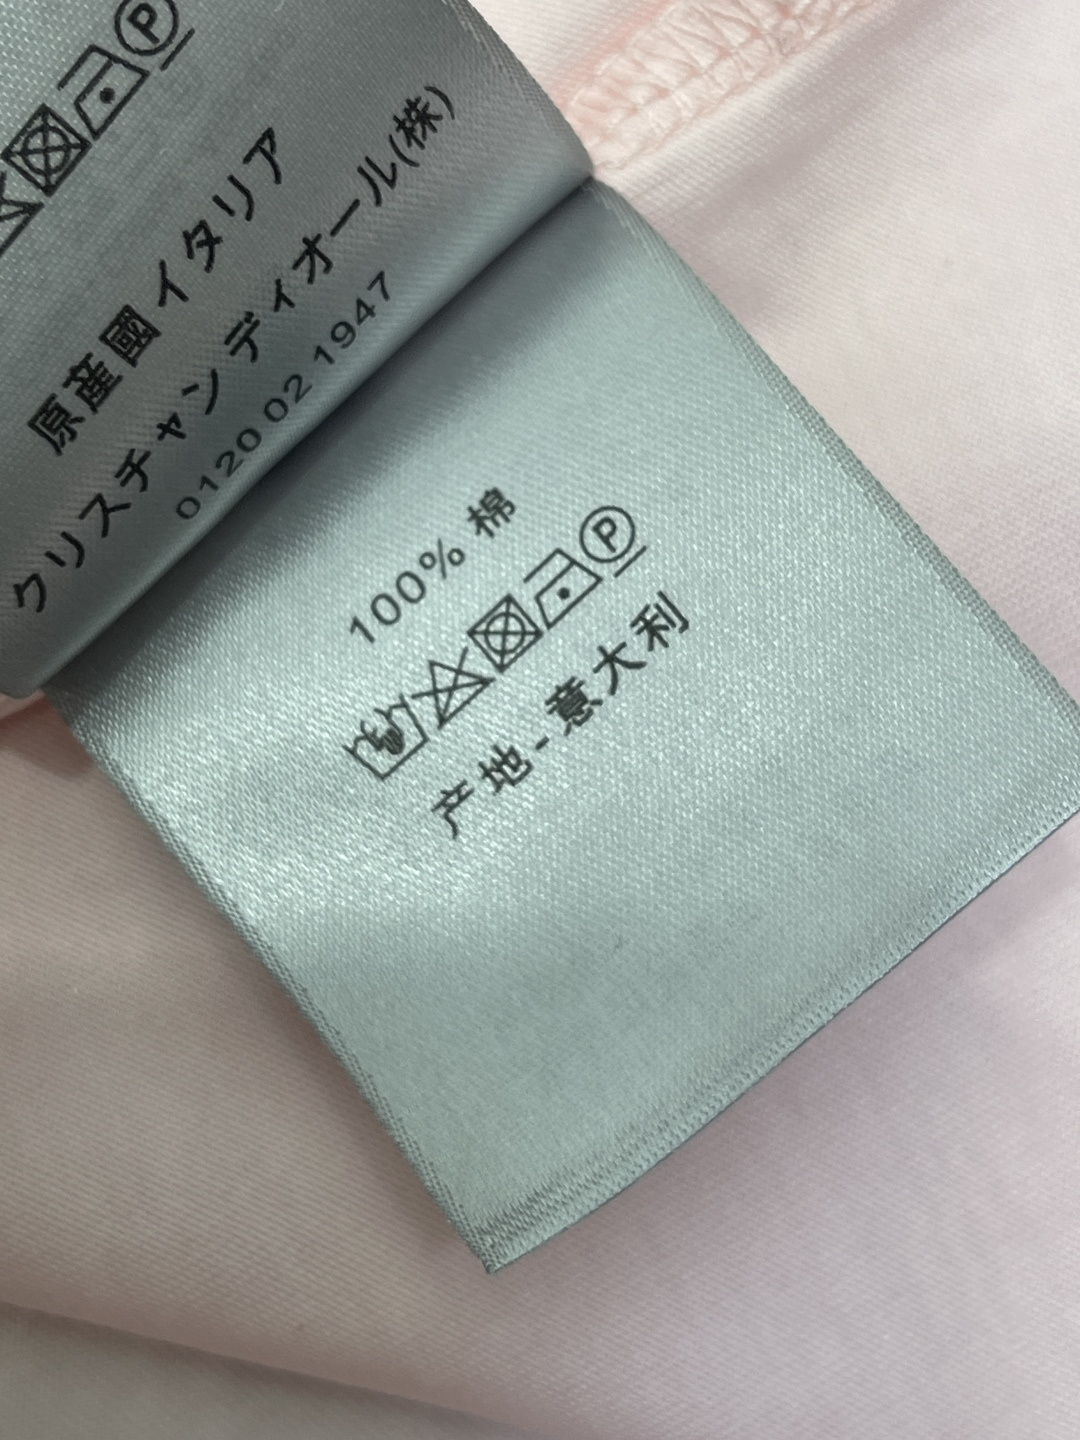 原産國イタリア
クリスチャンディオール(株)
0120 02 1947
100% 棉
产地-意大利